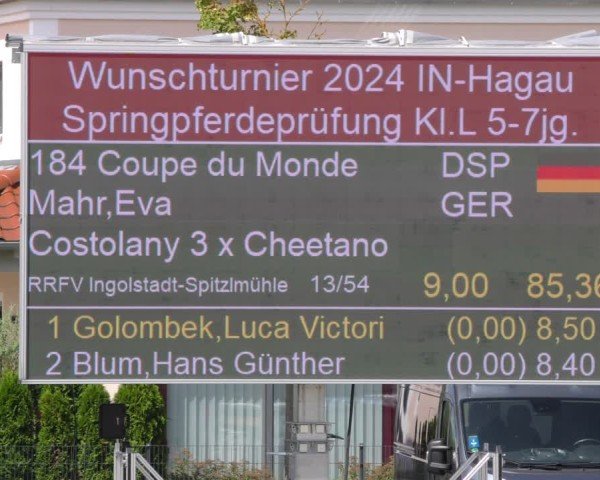 Wunschturnier 2024 IN-Hagau
Springpferdeprüfung Kl.L 5-7jg.
184 Coupe du Monde DSP
Mahr,Eva GER
Costolany 3 x Cheetano
RRFV Ingolstadt-Spitzlmühle 13/54 9,00 85,36
1 Golombek,Luca Victori (0,00) 8,50
2 Blum,Hans Günther (0,00) 8,40